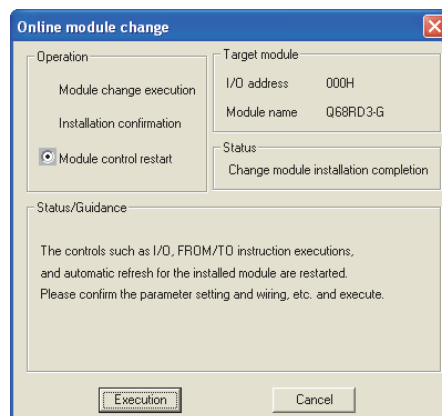 Online module change
Operation
Module change execution
Installation confirmation
Module control restart
Target module
I/O address 000H
Module name Q68RD3-G
Status
Change module installation completion
Status/Guidance
The controls such as I/O, FROM/TO instruction executions,
and automatic refresh for the installed module are restarted.
Please confirm the parameter setting and wiring, etc. and execute.
Execution
Cancel